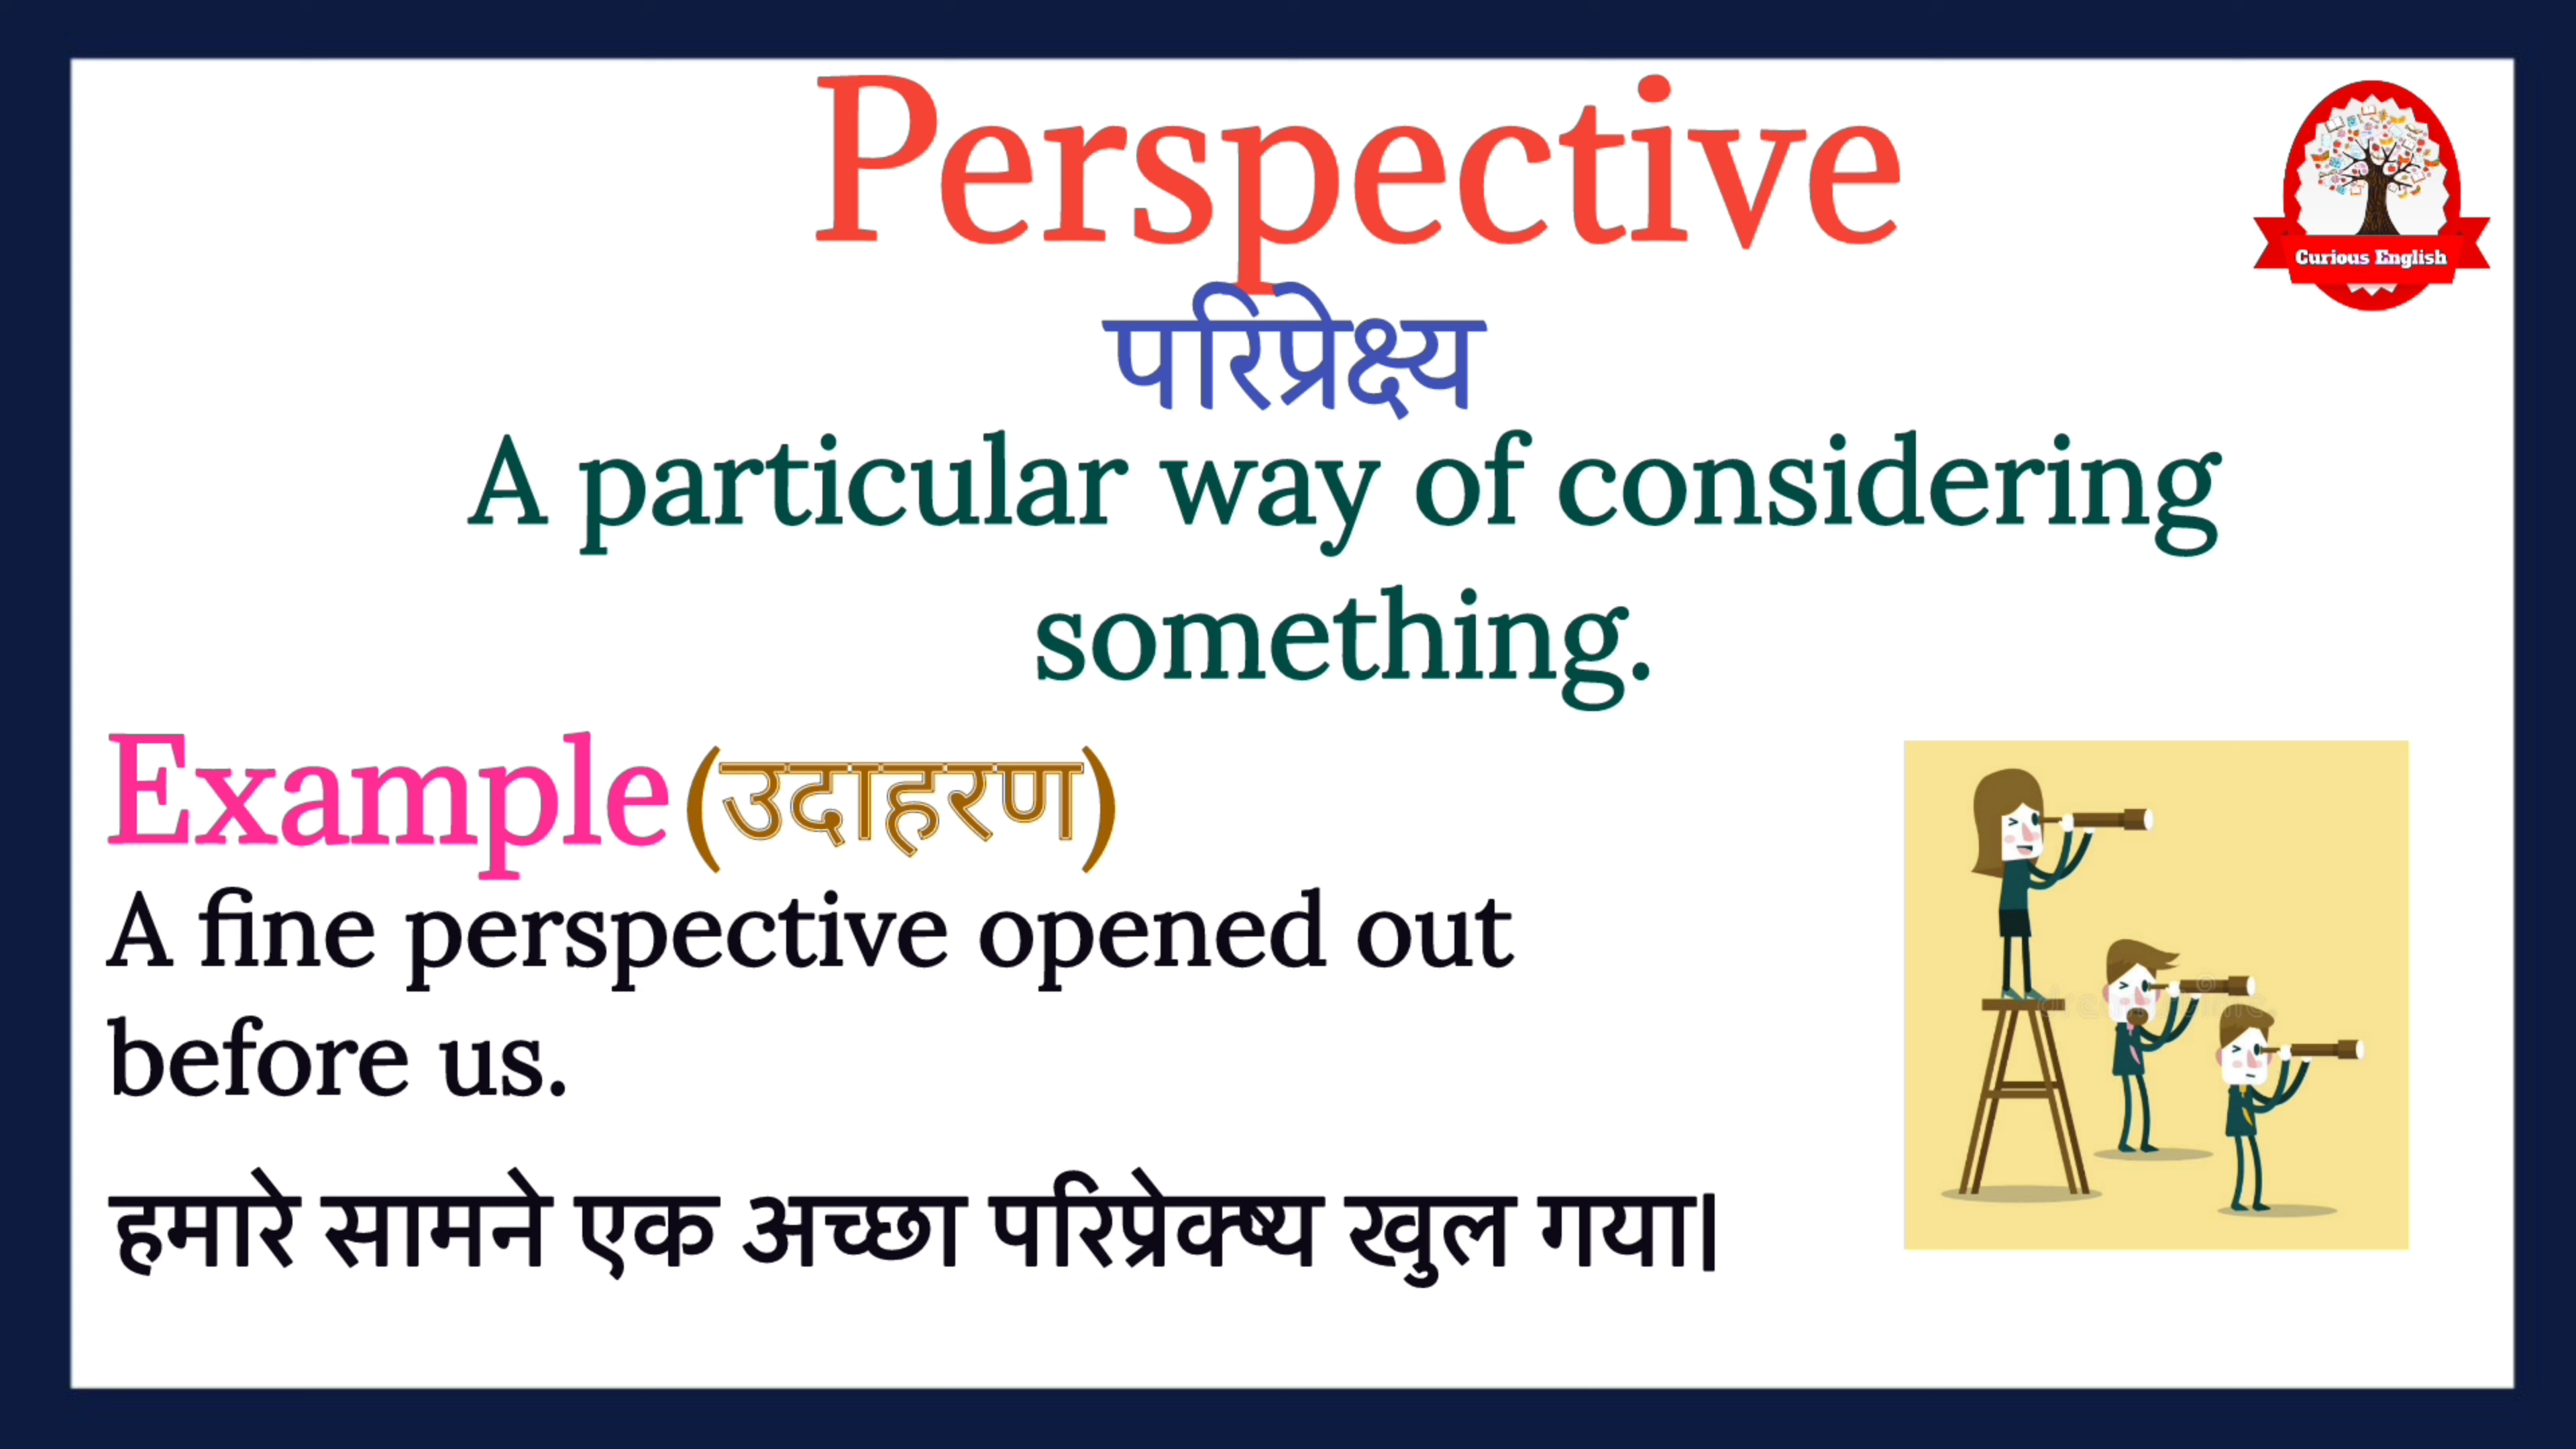 Perspective
Curious English
परिप्रेक्ष्य
A particular way of considering
something.
Example (उदाहरण)
A fine perspective opened out
before us.
हमारे सामने एक अच्छा परिप्रेक्ष्य खुल गया।